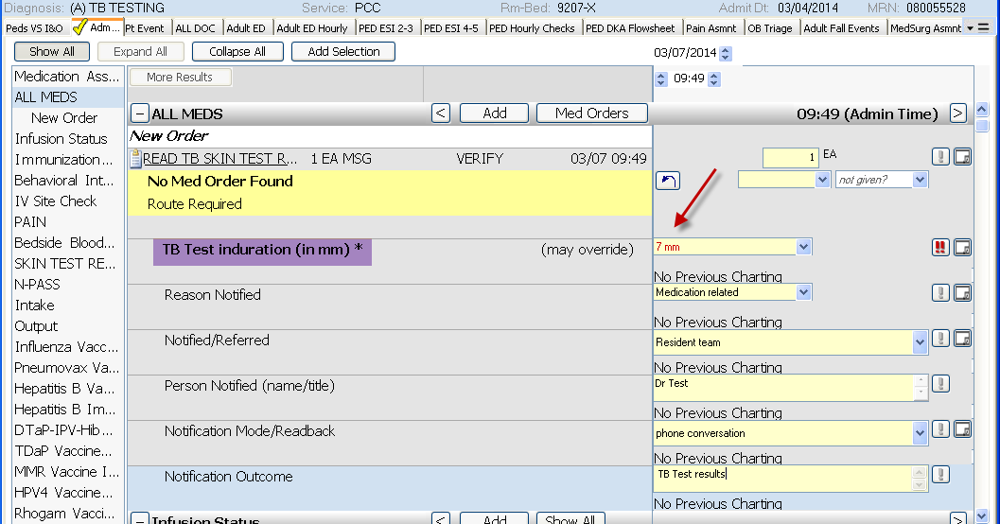 Diagnosis: (A) TB TESTING Service: PCC Rm-Bed: 9207-X Admit Dt: 03/04/2014 MRN: 080055528
Peds VS I&O Adm... Pt Event ALL DOC Adult ED Adult ED Hourly PED ESI 2-3 PED ESI 4-5 PED Hourly Checks PED DKA Flowsheet Pain Asmnt OB Triage Adult Fall Events MedSurg Asmnt
Show All Expand All Collapse All Add Selection 03/07/2014
Medication Ass... More Results 09:49
ALL MEDS
New Order
Infusion Status
Immunization...
Behavioral Int...
IV Site Check
PAIN
Bedside Blood...
SKIN TEST RE...
N-PASS
Intake
Output
Influenza Vacc...
Pneumovax Va...
Hepatitis B Va...
Hepatitis B Im...
DTaP-IPV-Hib...
TDaP Vaccine...
MMR Vaccine I...
HPV4 Vaccine...
Rhogam Vacci...
− ALL MEDS < Add Med Orders 09:49 (Admin Time) >
New Order
READ TB SKIN TEST R... 1 EA MSG VERIFY 03/07 09:49 1 EA
No Med Order Found not given?
Route Required
TB Test induration (in mm) * (may override) 7 mm
No Previous Charting
Reason Notified Medication related
No Previous Charting
Notified/Referred Resident team
No Previous Charting
Person Notified (name/title) Dr Test
No Previous Charting
Notification Mode/Readback phone conversation
No Previous Charting
Notification Outcome TB Test results
No Previous Charting
− Infusion Status < Add Show All >